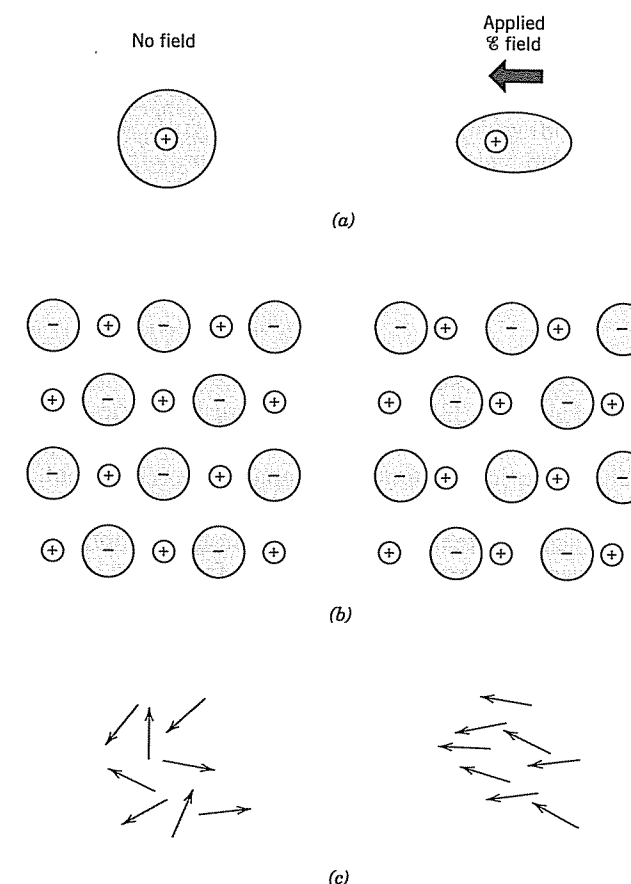 No field
Applied
ℰ field
+
+
(a)
− + − + −
− + − + −
+ − + − +
+ − + − +
− + − + −
− + − + −
+ − + − +
+ − + − +
(b)
(c)